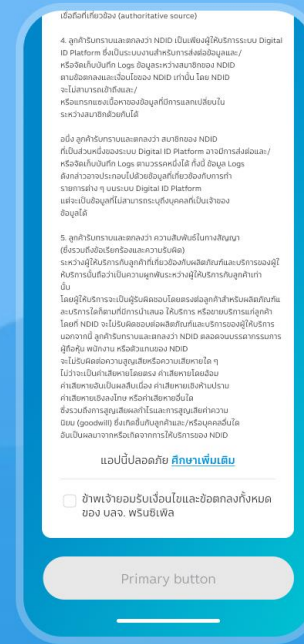 เชื่อถือที่เกี่ยวข้อง (authoritative source)
4. ลูกค้ารับทราบและตกลงว่า NDID เป็นเพียงผู้ให้บริการระบบ Digital
ID Platform ซึ่งเป็นระบบงานสำหรับการส่งต่อข้อมูลและ/
หรือจัดเก็บบันทึก Logs ข้อมูลระหว่างสมาชิกของ NDID
ตามข้อตกลงและเงื่อนไขของ NDID เท่านั้น โดย NDID
จะไม่สามารถเข้าถึงและ/
หรือแทรกแซงเนื้อหาของข้อมูลที่มีการแลกเปลี่ยนใน
ระหว่างสมาชิกด้วยกันได้
อนึ่ง ลูกค้ารับทราบและตกลงว่า สมาชิกของ NDID
ที่เป็นส่วนหนึ่งของระบบ Digital ID Platform อาจมีการส่งต่อและ/
หรือจัดเก็บบันทึก Logs ตามวรรคหนึ่งได้ ทั้งนี้ ข้อมูล Logs
ดังกล่าวอาจประกอบไปด้วยข้อมูลที่เกี่ยวข้องกับการทำ
รายการต่าง ๆ บนระบบ Digital ID Platform
แต่จะเป็นข้อมูลที่ไม่สามารถระบุถึงบุคคลที่เป็นเจ้าของ
ข้อมูลได้
5. ลูกค้ารับทราบและตกลงว่า ความสัมพันธ์ในทางสัญญา
(ซึ่งรวมถึงข้อเรียกร้องและความรับผิด)
ระหว่างผู้ให้บริการกับลูกค้าที่เกี่ยวข้องกับผลิตภัณฑ์และบริการของผู้ใ
ห้บริการนั้นถือว่าเป็นความผูกพันระหว่างผู้ให้บริการกับลูกค้าเท่า
นั้น
โดยผู้ให้บริการจะเป็นผู้รับผิดชอบโดยตรงต่อลูกค้าสำหรับผลิตภัณฑ์แ
ละบริการใดก็ตามที่มีการนำเสนอ ให้บริการ หรือขายบริการแก่ลูกค้า
โดยที่ NDID จะไม่รับผิดชอบต่อผลิตภัณฑ์และบริการของผู้ให้บริการ
นอกจากนี้ ลูกค้ารับทราบและตกลงว่า NDID ตลอดจนบรรดากรรมการ
ผู้ถือหุ้น พนักงาน หรือตัวแทนของ NDID
จะไม่รับผิดต่อความสูญเสียหรือความเสียหายใด ๆ
ไม่ว่าจะเป็นค่าเสียหายโดยตรง ค่าเสียหายโดยอ้อม
ค่าเสียหายอันเป็นผลสืบเนื่อง ค่าเสียหายเชิงห้ามปราม
ค่าเสียหายเชิงลงโทษ หรือค่าเสียหายอื่นใด
ซึ่งรวมถึงการสูญเสียผลกำไรและการสูญเสียค่าความ
นิยม (goodwill) ซึ่งเกิดขึ้นกับลูกค้าและ/หรือบุคคลอื่นใด
อันเป็นผลมาจากหรือเกิดจากการให้บริการของ NDID
แอปนี้ปลอดภัย ศึกษาเพิ่มเติม
ข้าพเจ้ายอมรับเงื่อนไขและข้อตกลงทั้งหมด
ของ บลจ. พรินซิเพิล
Primary button